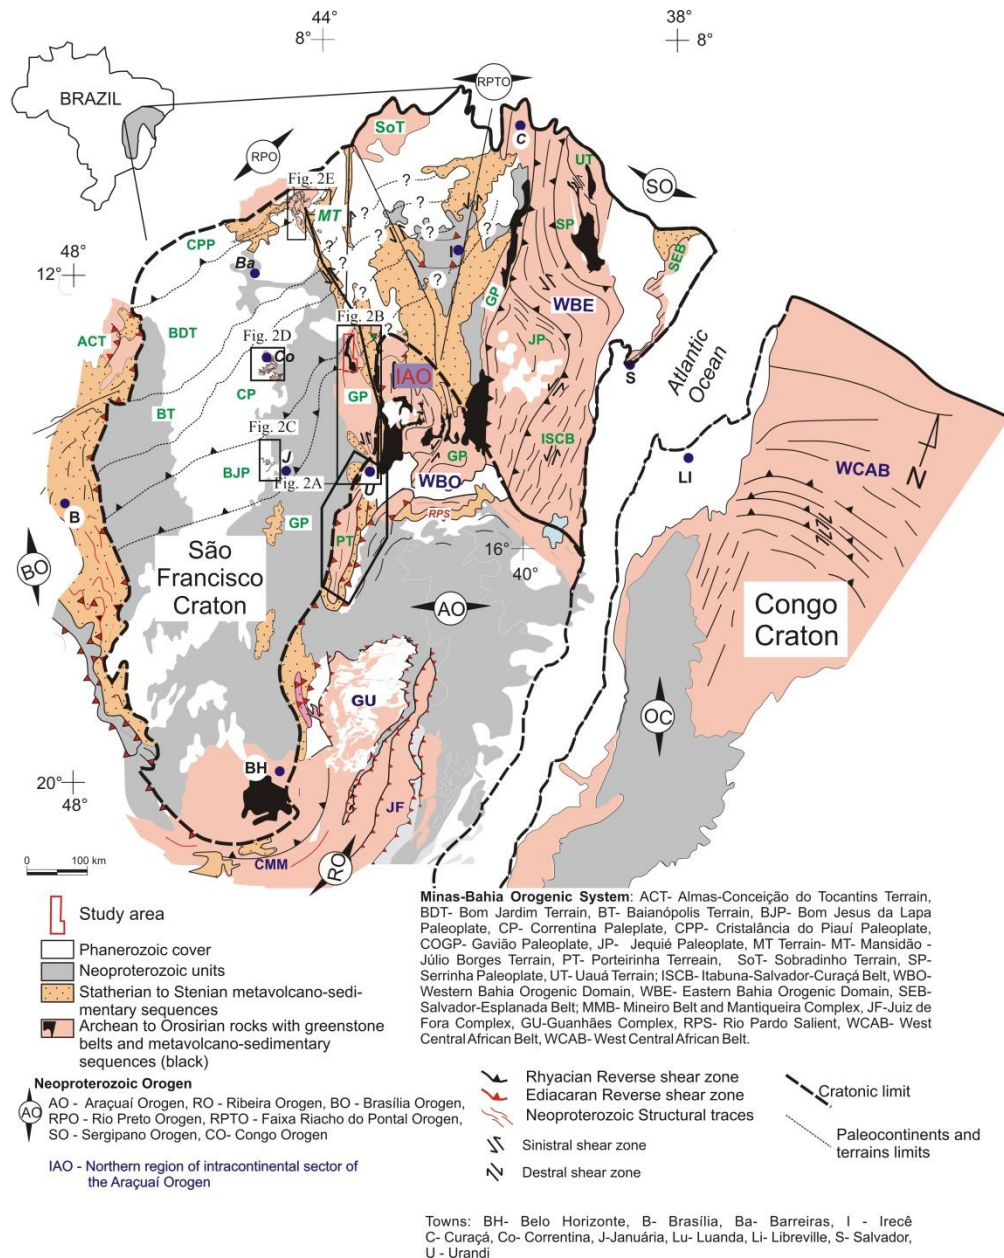 44°
8°
38°
8°
BRAZIL
RPTO
SoT
C
UT
RPO
SO
Fig. 2E
MT
?
?
?
?
?
?
?
?
?
?
?
?
SP
48°
12°
CPP
Ba
I
SEB
GP
WBE
ACT
BDT
Fig. 2B
Fig. 2D
Co
JP
Atlantic
Ocean
S
IAO
CP
GP
BT
Fig. 2C
ISCB
WCAB
N
BJP
J
GP
LI
Fig. 2A
U
WBO
B
GP
RPS
São
Francisco
Craton
PT
16°
40°
BO
AO
Congo
Craton
GU
OC
BH
20°
48°
JF
CMM
RO
0 100 km
Study area
Phanerozoic cover
Neoproterozoic units
Statherian to Stenian metavolcano-sedi-
mentary sequences
Archean to Orosirian rocks with greenstone
belts and metavolcano-sedimentary
sequences (black)
Neoproterozoic Orogen
AO
AO - Araçuaí Orogen, RO - Ribeira Orogen, BO - Brasília Orogen,
RPO - Rio Preto Orogen, RPTO - Faixa Riacho do Pontal Orogen,
SO - Sergipano Orogen, CO- Congo Orogen
IAO - Northern region of intracontinental sector of
the Araçuaí Orogen
Minas-Bahia Orogenic System: ACT- Almas-Conceição do Tocantins Terrain,
BDT- Bom Jardim Terrain, BT- Baianópolis Terrain, BJP- Bom Jesus da Lapa
Paleoplate, CP- Correntina Paleplate, CPP- Cristalância do Piauí Paleoplate,
COGP- Gavião Paleoplate, JP- Jequié Paleoplate, MT Terrain- MT- Mansidão -
Júlio Borges Terrain, PT- Porteirinha Terreain, SoT- Sobradinho Terrain, SP-
Serrinha Paleoplate, UT- Uauá Terrain; ISCB- Itabuna-Salvador-Curaçá Belt, WBO-
Western Bahia Orogenic Domain, WBE- Eastern Bahia Orogenic Domain, SEB-
Salvador-Esplanada Belt; MMB- Mineiro Belt and Mantiqueira Complex, JF-Juiz de
Fora Complex, GU-Guanhães Complex, RPS- Rio Pardo Salient, WCAB- West
Central African Belt, WCAB- West Central African Belt.
Rhyacian Reverse shear zone
Ediacaran Reverse shear zone
Neoproterozoic Structural traces
Sinistral shear zone
Destral shear zone
Cratonic limit
Paleocontinents and
terrains limits
Towns: BH- Belo Horizonte, B- Brasília, Ba- Barreiras, I - Irecê
C- Curaçá, Co- Correntina, J-Januária, Lu- Luanda, Li- Libreville, S- Salvador,
U - Urandi